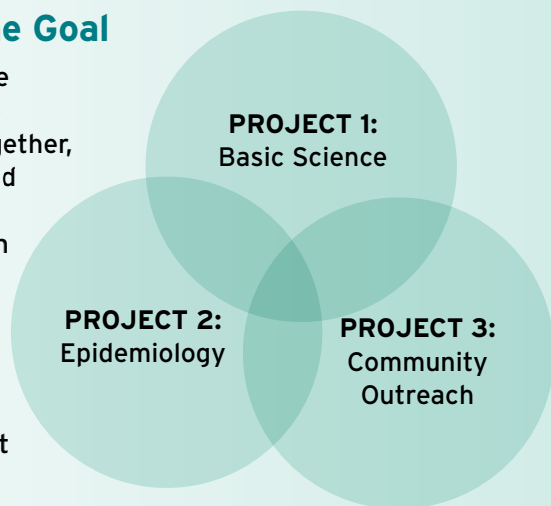 e Goal
e
gether,
d
n
t
PROJECT 1:
Basic Science
PROJECT 2:
Epidemiology
PROJECT 3:
Community
Outreach